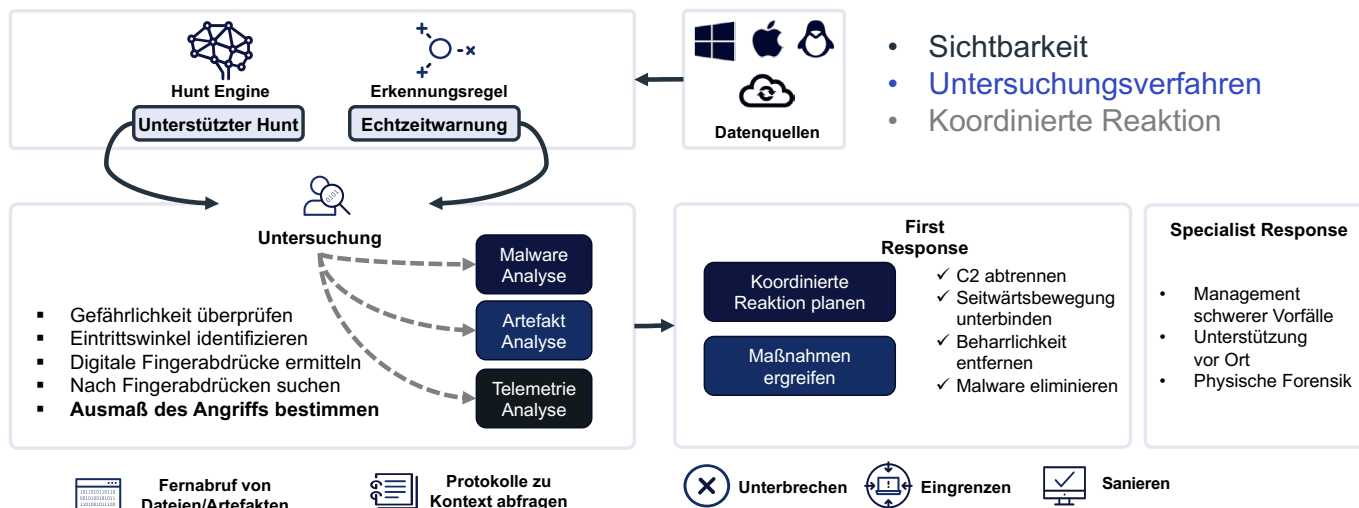 Hunt Engine
Unterstützter Hunt
Erkennungsregel
Echtzeitwarnung
Datenquellen
• Sichtbarkeit
• Untersuchungsverfahren
• Koordinierte Reaktion
0101
Untersuchung
Malware
Analyse
Artefakt
Analyse
Telemetrie
Analyse
▪ Gefährlichkeit überprüfen
▪ Eintrittswinkel identifizieren
▪ Digitale Fingerabdrücke ermitteln
▪ Nach Fingerabdrücken suchen
▪ Ausmaß des Angriffs bestimmen
First
Response
Koordinierte
Reaktion planen
Maßnahmen
ergreifen
✓ C2 abtrennen
✓ Seitwärtsbewegung
unterbinden
✓ Beharrlichkeit
entfernen
✓ Malware eliminieren
Specialist Response
• Management
schwerer Vorfälle
• Unterstützung
vor Ort
• Physische Forensik
Fernabruf von
Dateien/Artefakten
Protokolle zu
Kontext abfragen
Unterbrechen
Eingrenzen
Sanieren